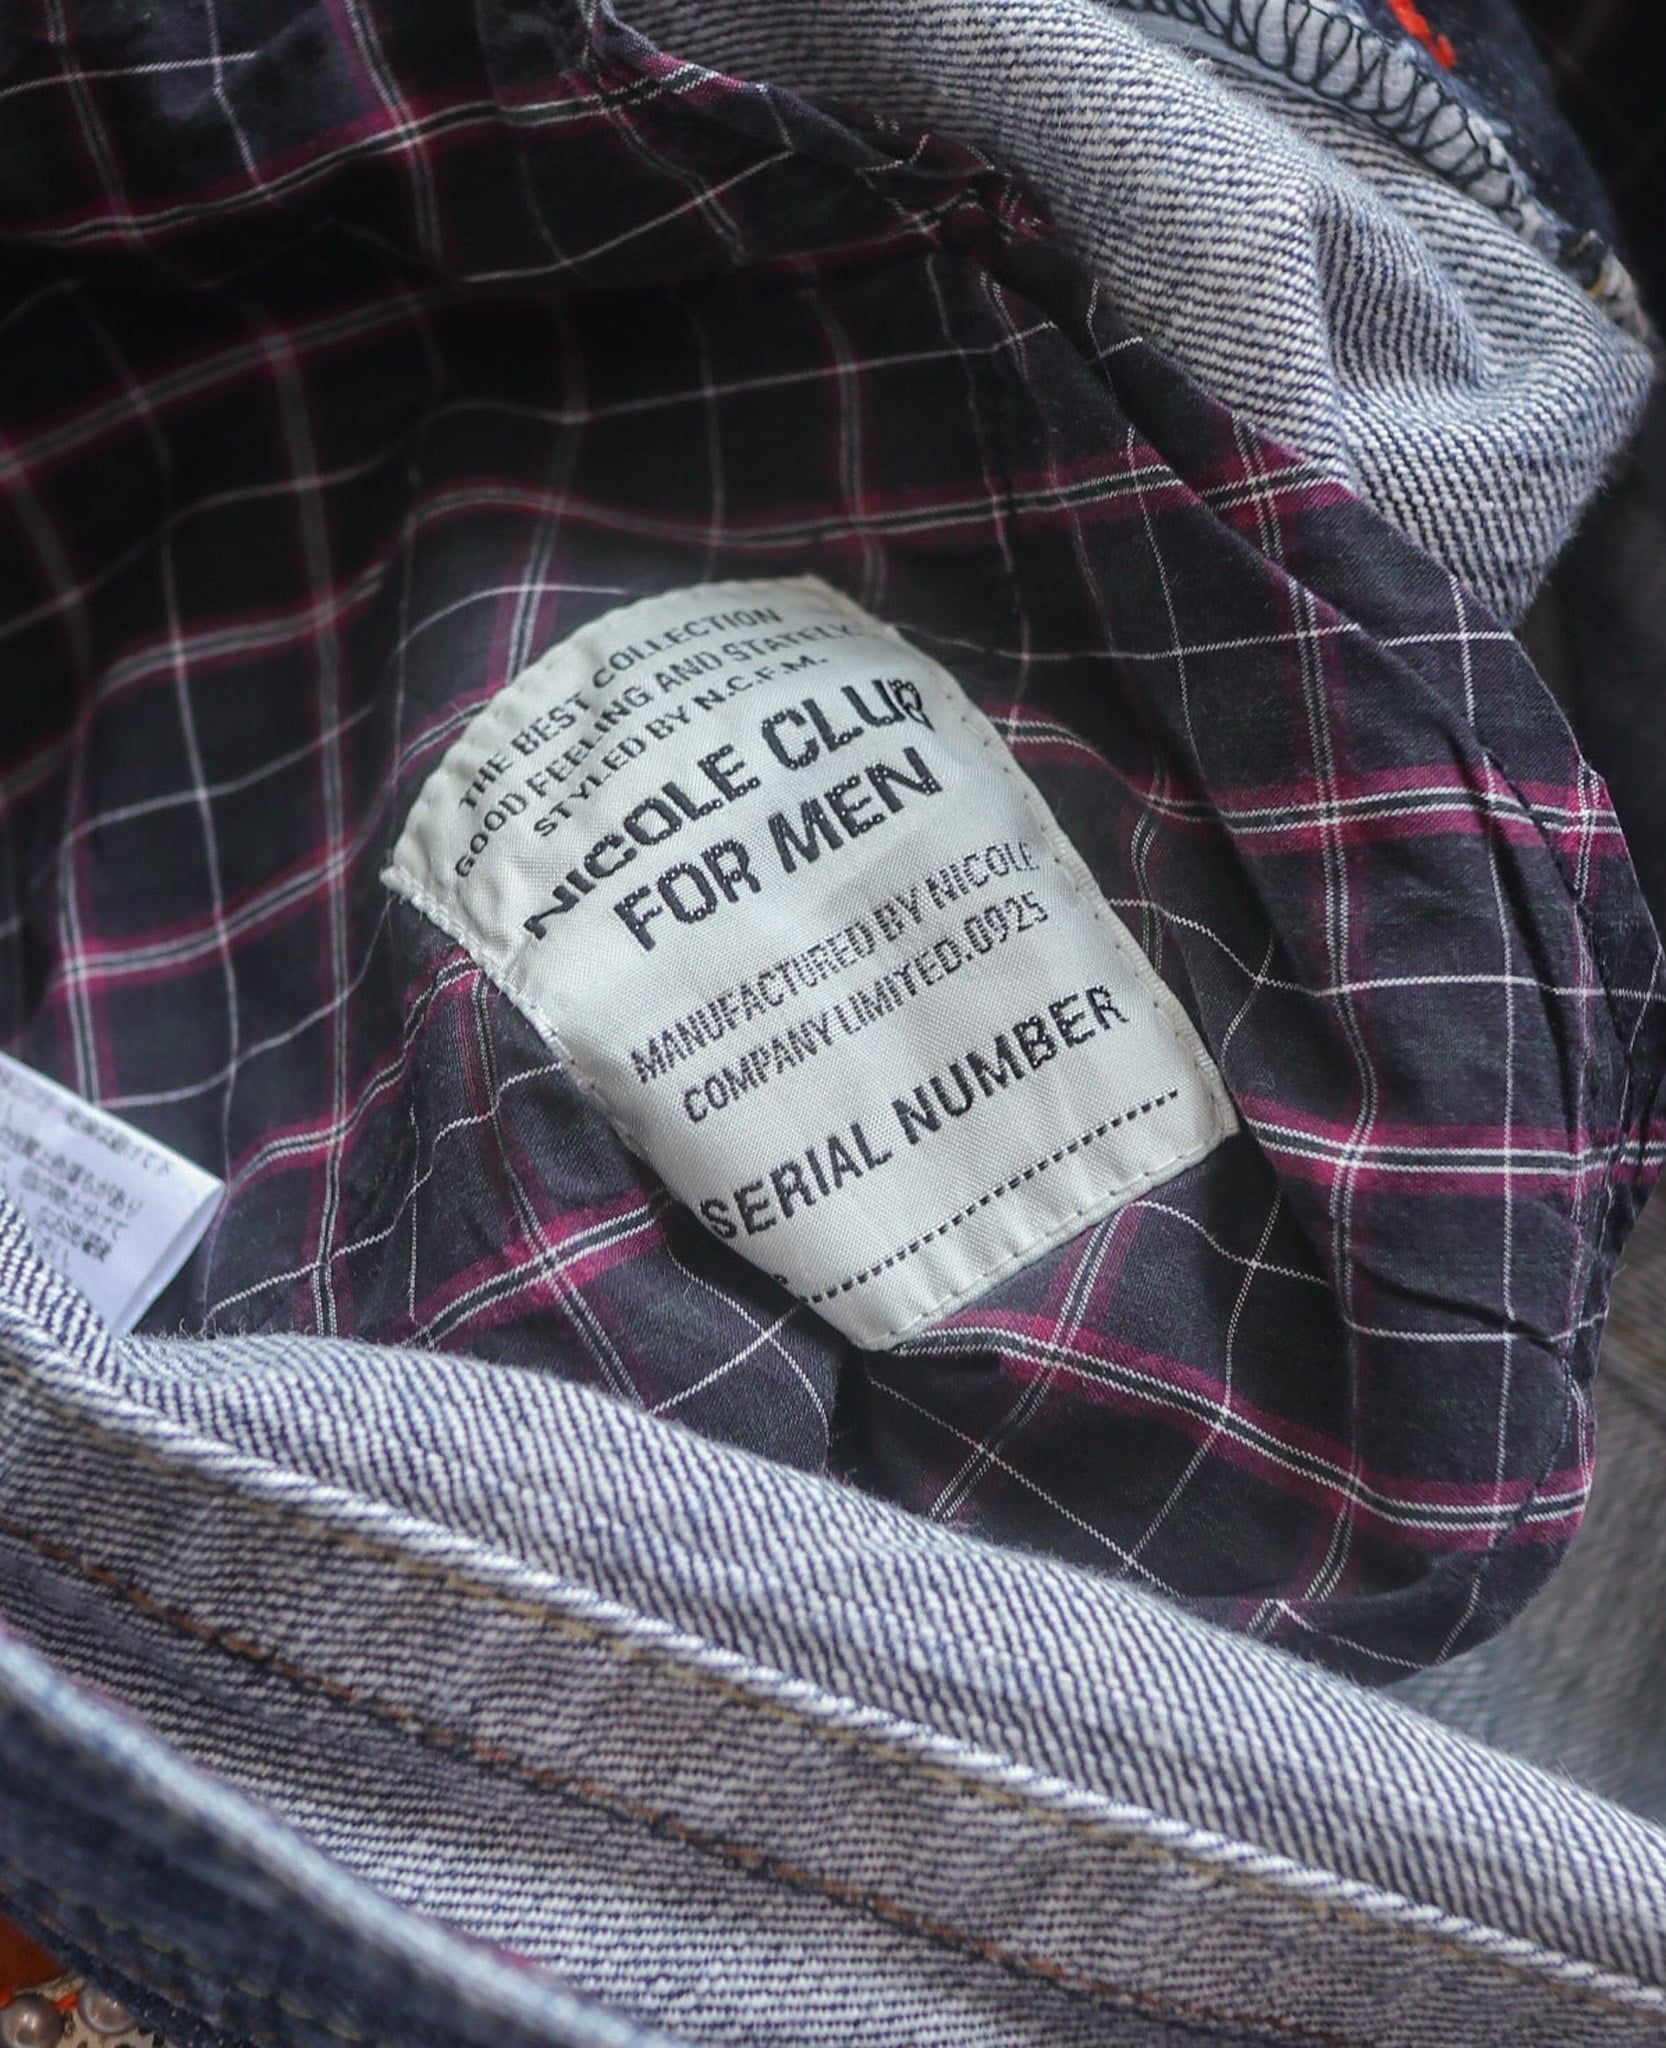 THE BEST COLLECTION
GOOD FEELING AND STATELY.
STYLED BY N.C.F.M.
NICOLE CLUB
FOR MEN
MANUFACTURED BY NICOLE
COMPANY LIMITED.0925
SERIAL NUMBER